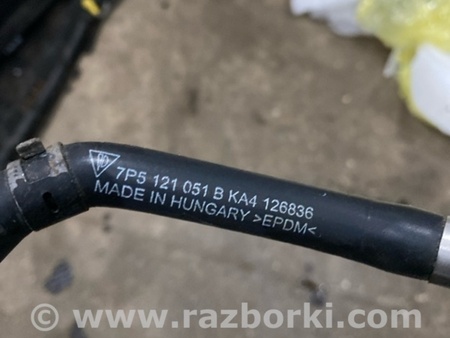 7P5 121 051 B KA4 126836
MADE IN HUNGARY >EPDM<
© www.razborki.com